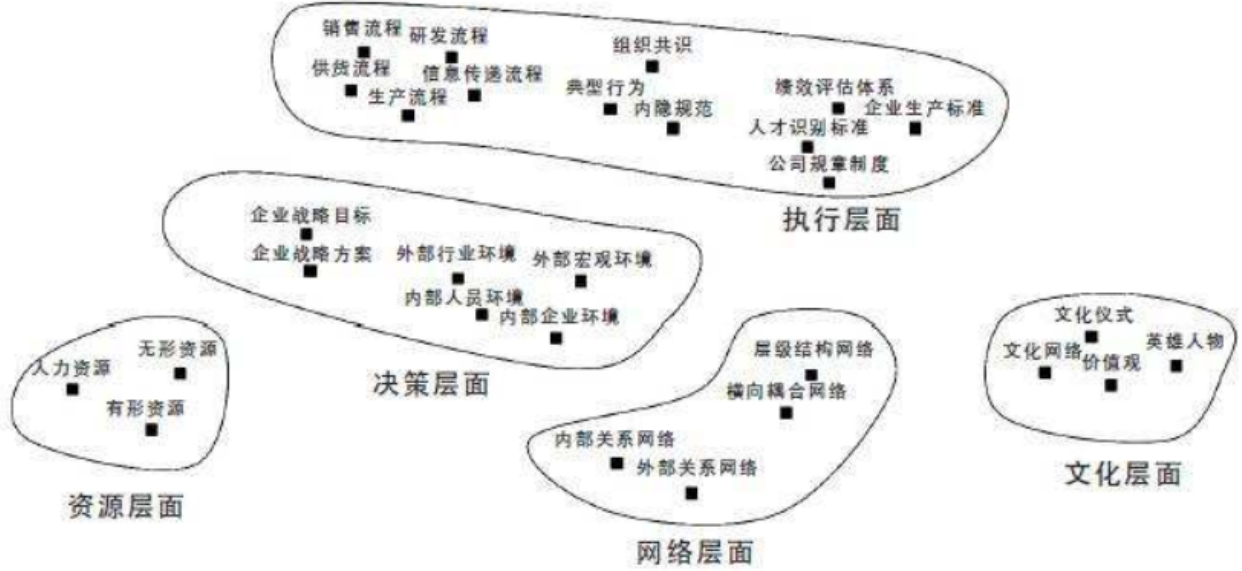 销售流程
研发流程
供货流程
信息传递流程
生产流程
组织共识
典型行为
内隐规范
绩效评估体系
企业生产标准
人才识别标准
公司规章制度
执行层面
企业战略目标
企业战略方案
外部行业环境
外部宏观环境
内部人员环境
内部企业环境
决策层面
无形资源
人力资源
有形资源
资源层面
层级结构网络
横向耦合网络
内部关系网络
外部关系网络
网络层面
文化仪式
英雄人物
文化网络
价值观
文化层面